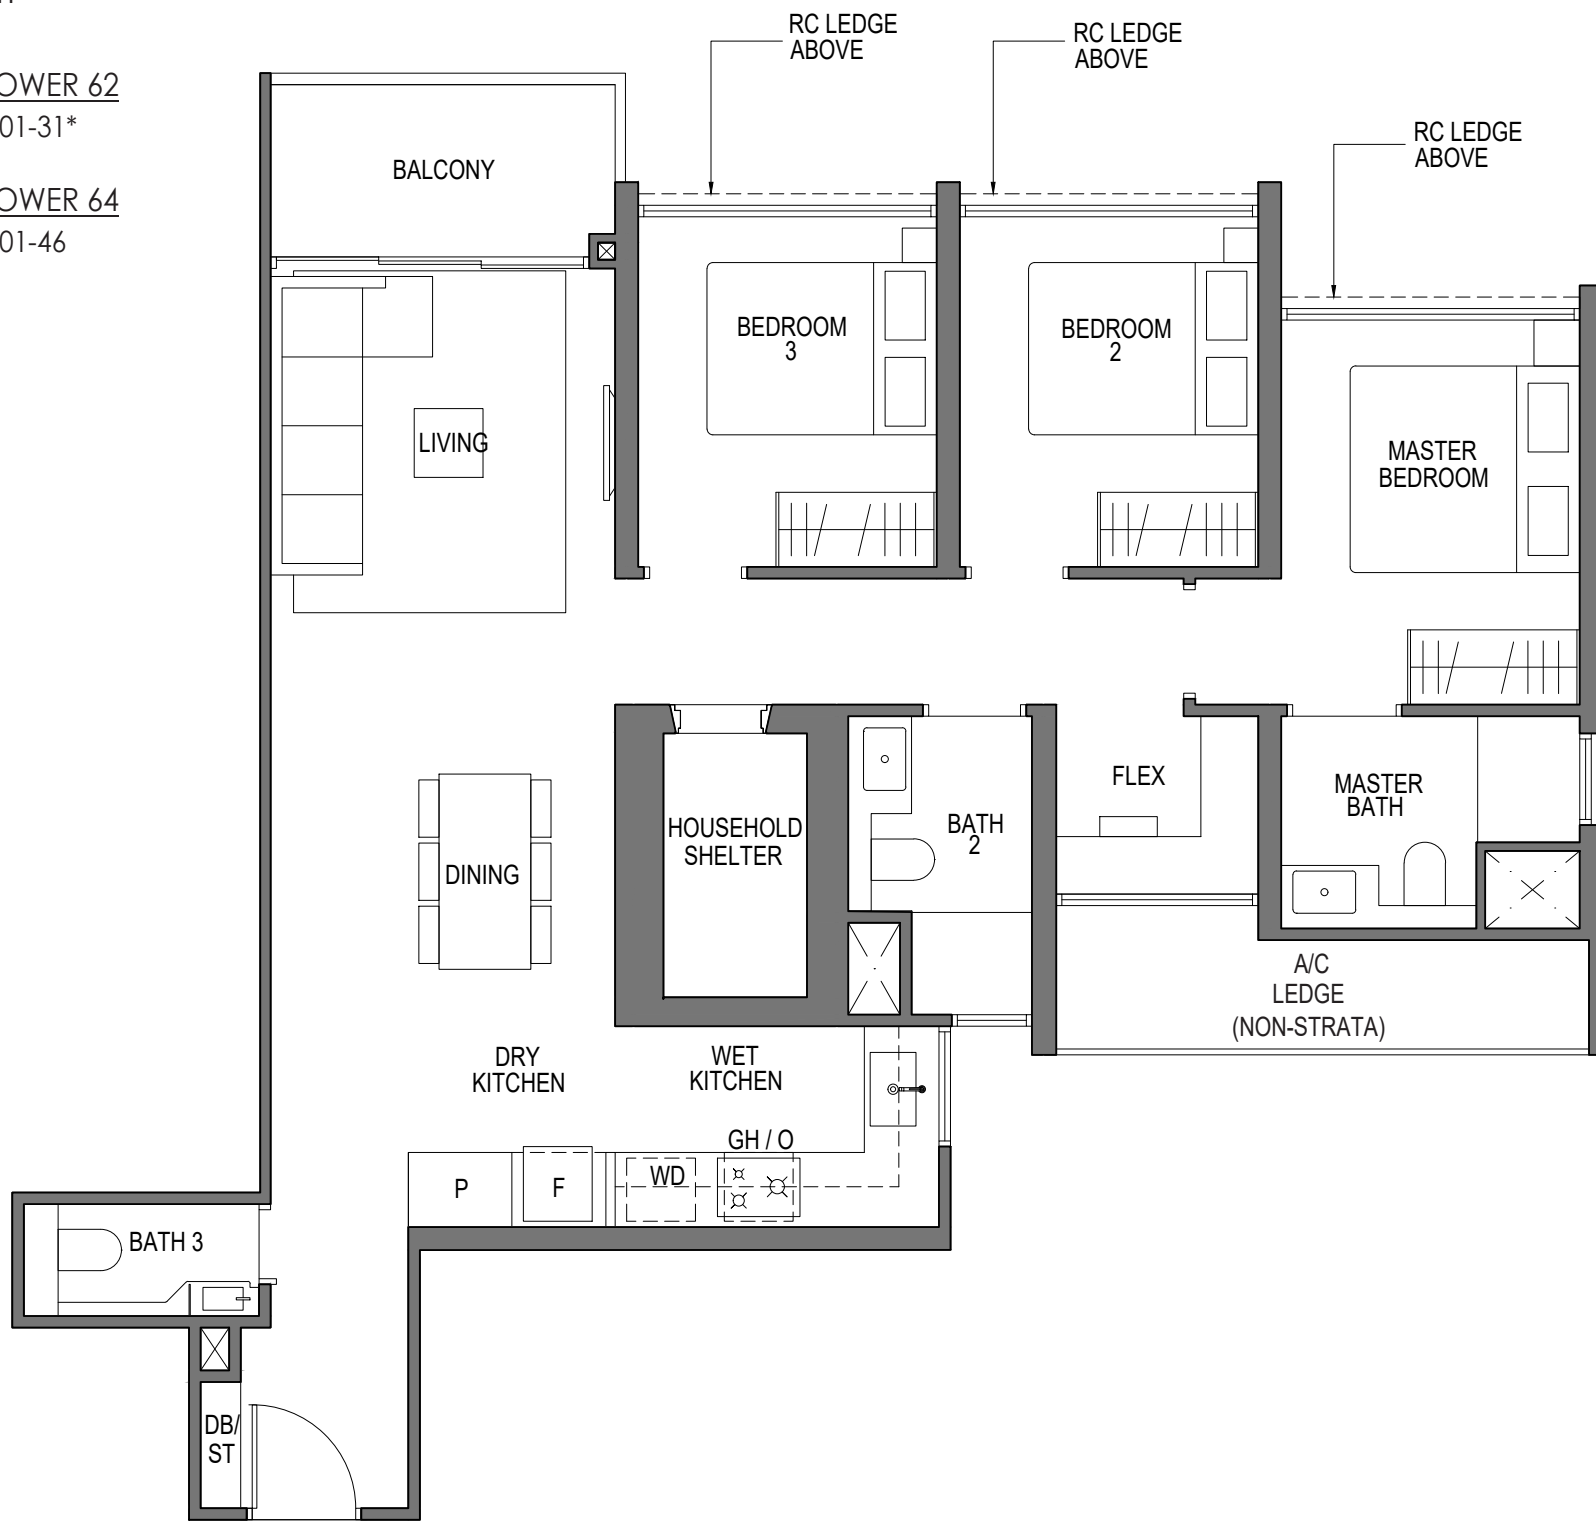 OWER 62
01-31*
OWER 64
01-46
RC LEDGE
ABOVE
RC LEDGE
ABOVE
RC LEDGE
ABOVE
BALCONY
BEDROOM
3
BEDROOM
2
MASTER
BEDROOM
LIVING
HOUSEHOLD
SHELTER
BATH
2
FLEX
MASTER
BATH
DINING
A/C
LEDGE
(NON-STRATA)
DRY
KITCHEN
WET
KITCHEN
GH / O
P
F
WD
BATH 3
DB/
ST